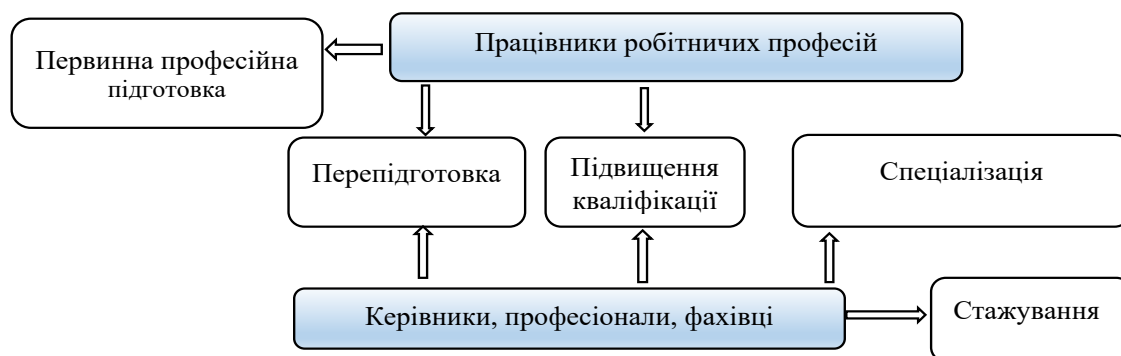 Працівники робітничих професій
Первинна професійна
підготовка
Перепідготовка
Підвищення
кваліфікації
Спеціалізація
Керівники, професіонали, фахівці
Стажування